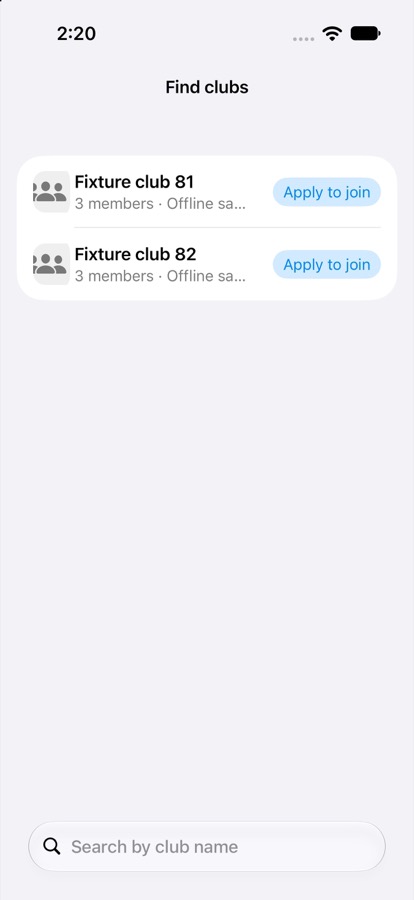 2:20
Find clubs
Fixture club 81
3 members · Offline sa...
Apply to join
Fixture club 82
3 members · Offline sa...
Apply to join
Search by club name